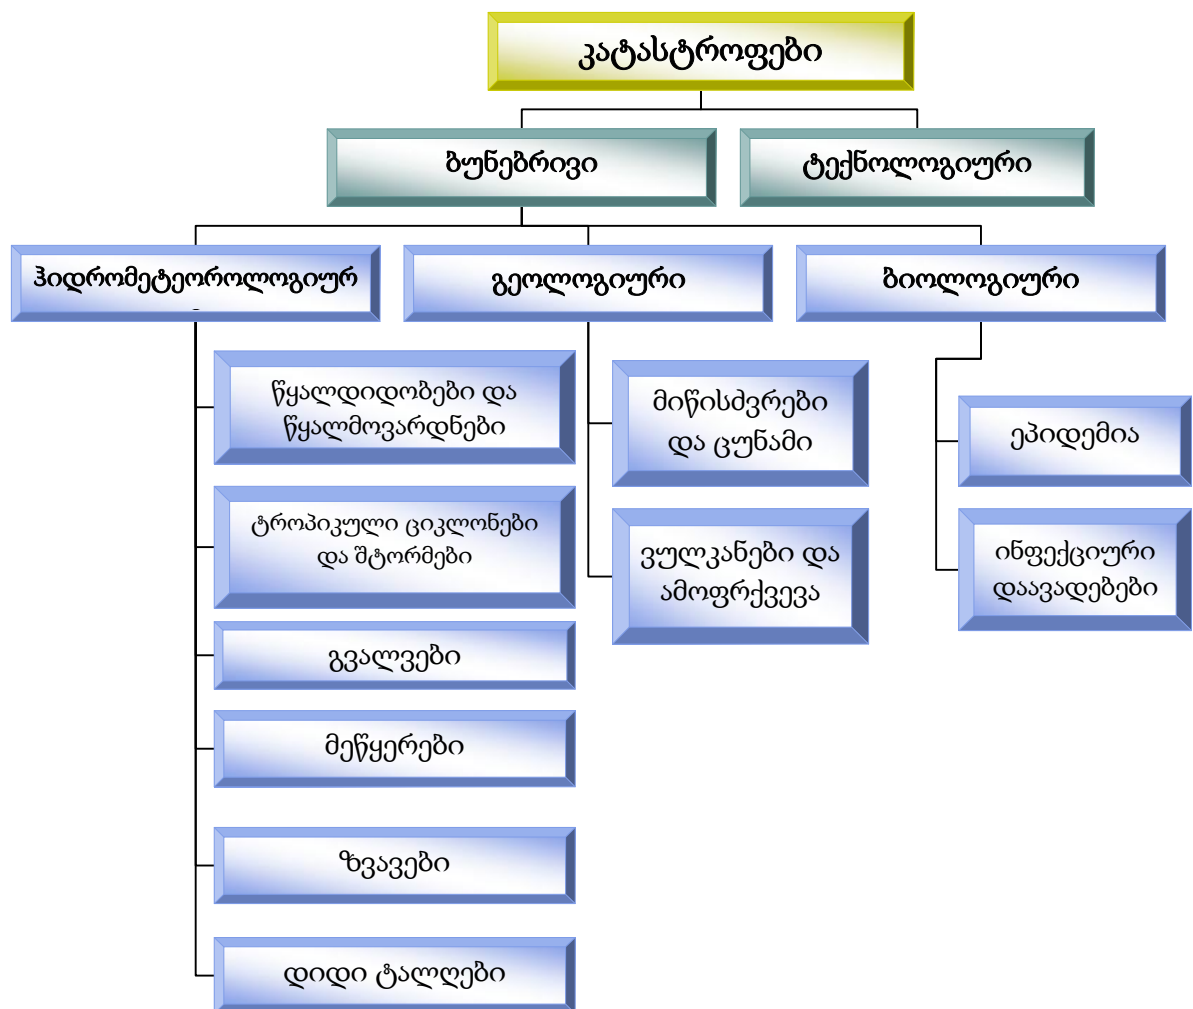 კატასტროფები
ბუნებრივი
ტექნოლოგიური
ჰიდრომეტეოროლოგიურ
გეოლოგიური
ბიოლოგიური
წყალდიდობები და
წყალმოვარდნები
ტროპიკული ციკლონები
და შტორმები
გვალვები
მეწყერები
ზვავები
დიდი ტალღები
მიწისძვრები
და ცუნამი
ვულკანები და
ამოფრქვევა
ეპიდემია
ინფექციური
დაავადებები